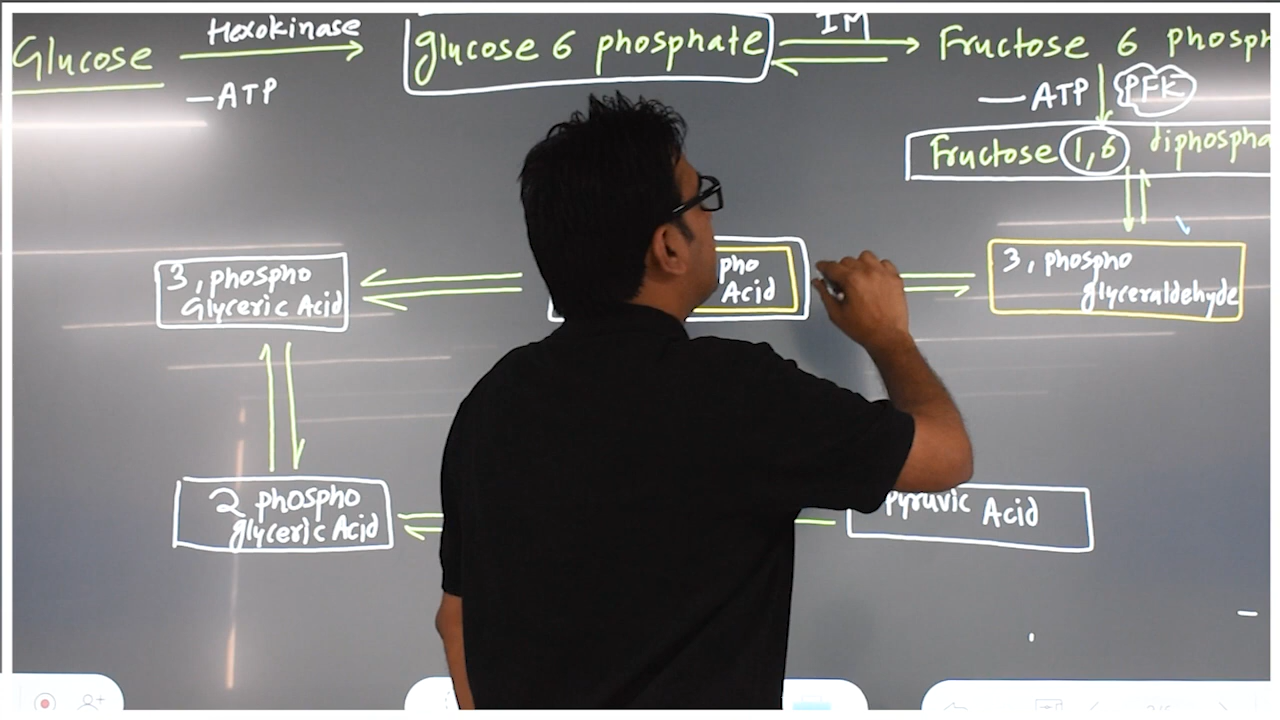 Glucose
Hexokinase
-ATP
glucose 6 phosphate
IM
Fructose 6 phosph
-ATP
PFK
Fructose 1,6 diphospha
3, phospho
Glyceric Acid
pho
Acid
3, phospho
glyceraldehyde
2 phospho
glyceric Acid
Pyruvic Acid